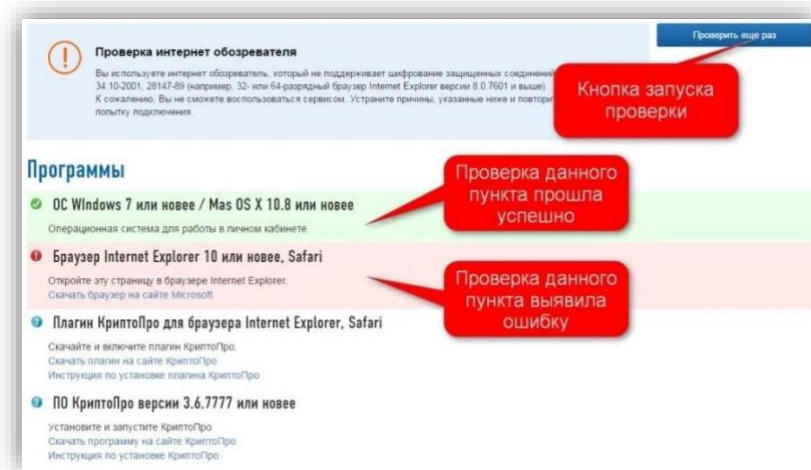 Проверка интернет обозревателя
Проверить еще раз
Вы используете интернет обозреватель, который не поддерживает шифрование защищенных соединений
34.10-2001, 28147-89 (например, 32- или 64-разрядный браузер Internet Explorer версии 8.0.7601 и выше)
К сожалению, Вы не сможете воспользоваться сервисом. Устраните причины, указанные ниже и повторит
попытку подключения.
Кнопка запуска
проверки
Программы
Проверка данного
пункта прошла
успешно
ОС WIndows 7 или новее / Mas OS X 10.8 или новее
Операционная система для работы в личном кабинете
Браузер Internet Explorer 10 или новее, Safari
Откройте эту страницу в браузере Internet Explorer.
Скачать браузер на сайте Microsoft
Проверка данного
пункта выявила
ошибку
Плагин КриптоПро для браузера Internet Explorer, Safari
Скачайте и включите плагин КриптоПро.
Скачать плагин на сайте КриптоПро
Инструкция по установке плагина КриптоПро
ПО КриптоПро версии 3.6.7777 или новее
Установите и запустите КриптоПро
Скачать программу на сайте КриптоПро
Инструкция по установке КриптоПро